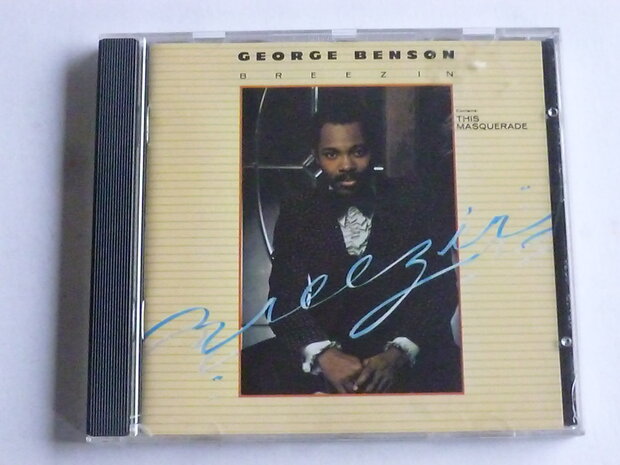 GEORGE BENSON
BREEZIN
Contains:
THIS
MASQUERADE
Breezin'